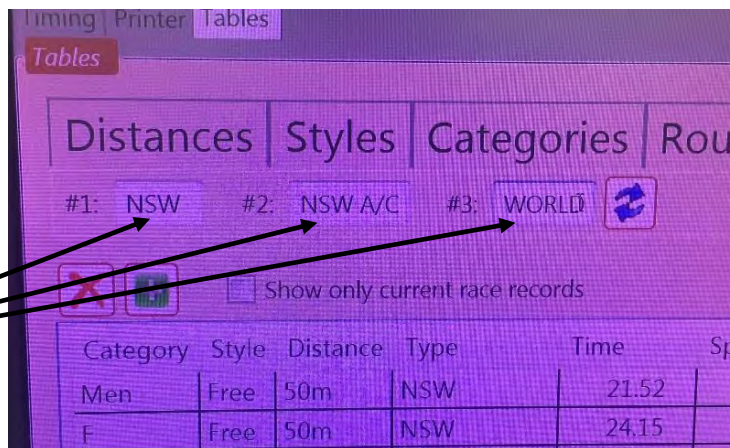 Timing Printer Tables
Tables
Distances Styles Categories Rou
#1: NSW #2: NSW A/C #3: WORLD
Show only current race records
Category Style Distance Type Time Sp
Men Free 50m NSW 21.52
F Free 50m NSW 24.15